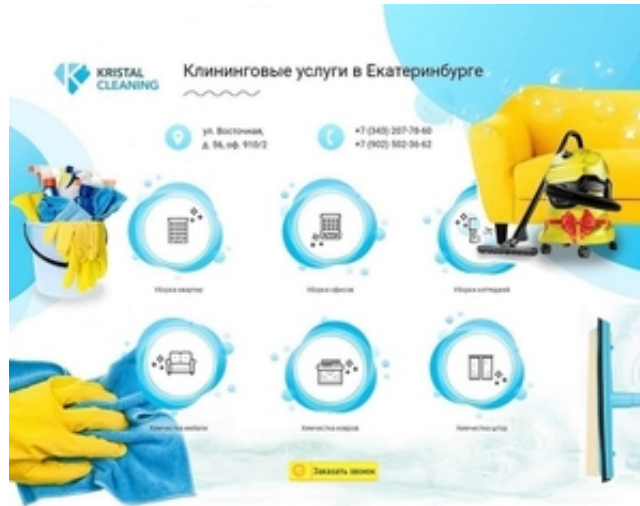 KRISTAL
CLEANING
Клининговые услуги в Екатеринбурге
ул. Восточная,
д. 56, оф. 910/2
+7 (343) 207-78-60
+7 (902) 502-36-62
Уборка квартир
Уборка офисов
Уборка коттеджей
Химчистка мебели
Химчистка ковров
Химчистка штор
Заказать звонок